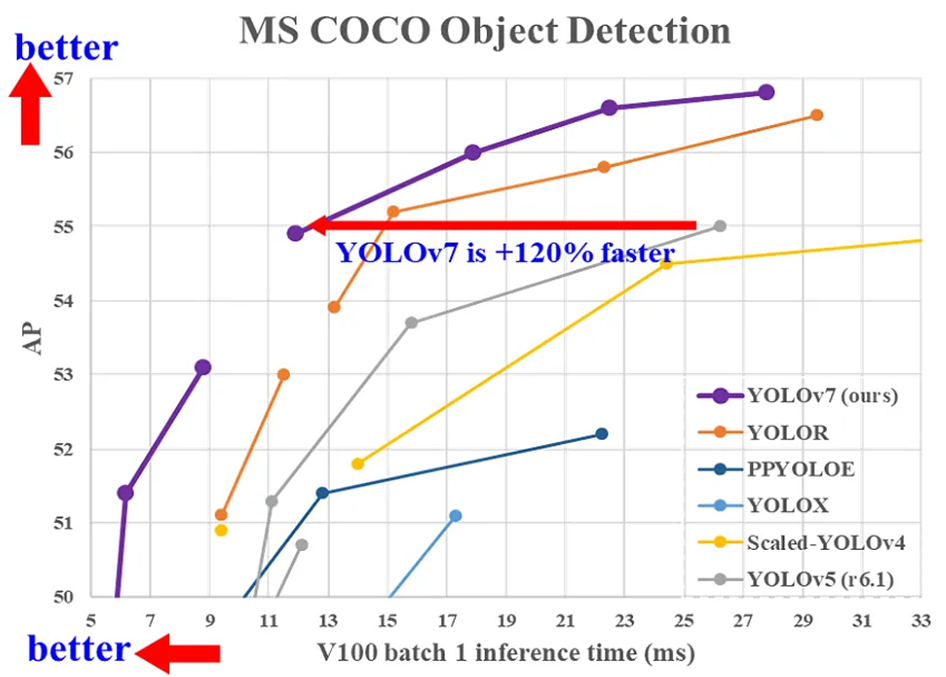 MS COCO Object Detection
better
57
56
55
54
53
52
51
50
AP
YOLOv7 is +120% faster
YOLOv7 (ours)
YOLOR
PPYOLOE
YOLOX
Scaled-YOLOv4
YOLOv5 (r6.1)
5 7 9 11 13 15 17 19 21 23 25 27 29 31 33
V100 batch 1 inference time (ms)
better